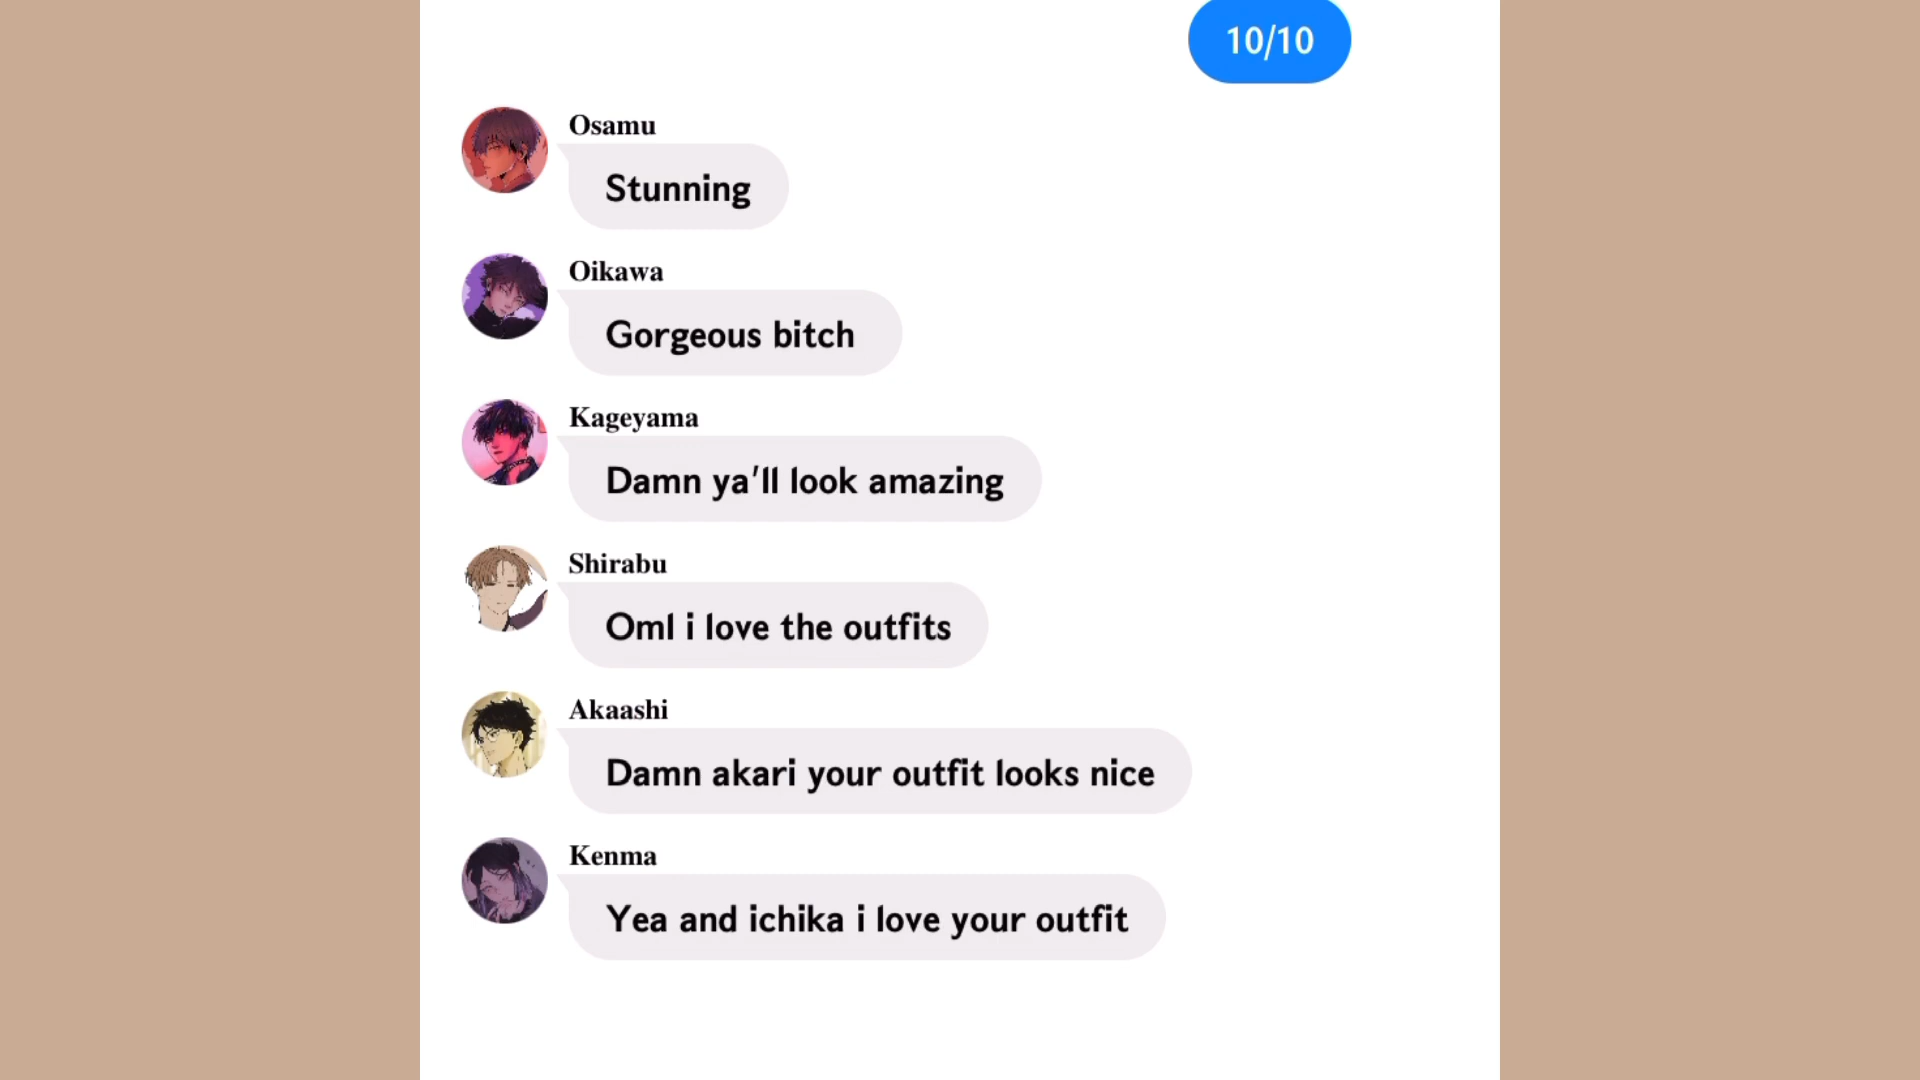 10/10
Osamu
Stunning
Oikawa
Gorgeous bitch
Kageyama
Damn ya'll look amazing
Shirabu
Oml i love the outfits
Akaashi
Damn akari your outfit looks nice
Kenma
Yea and ichika i love your outfit